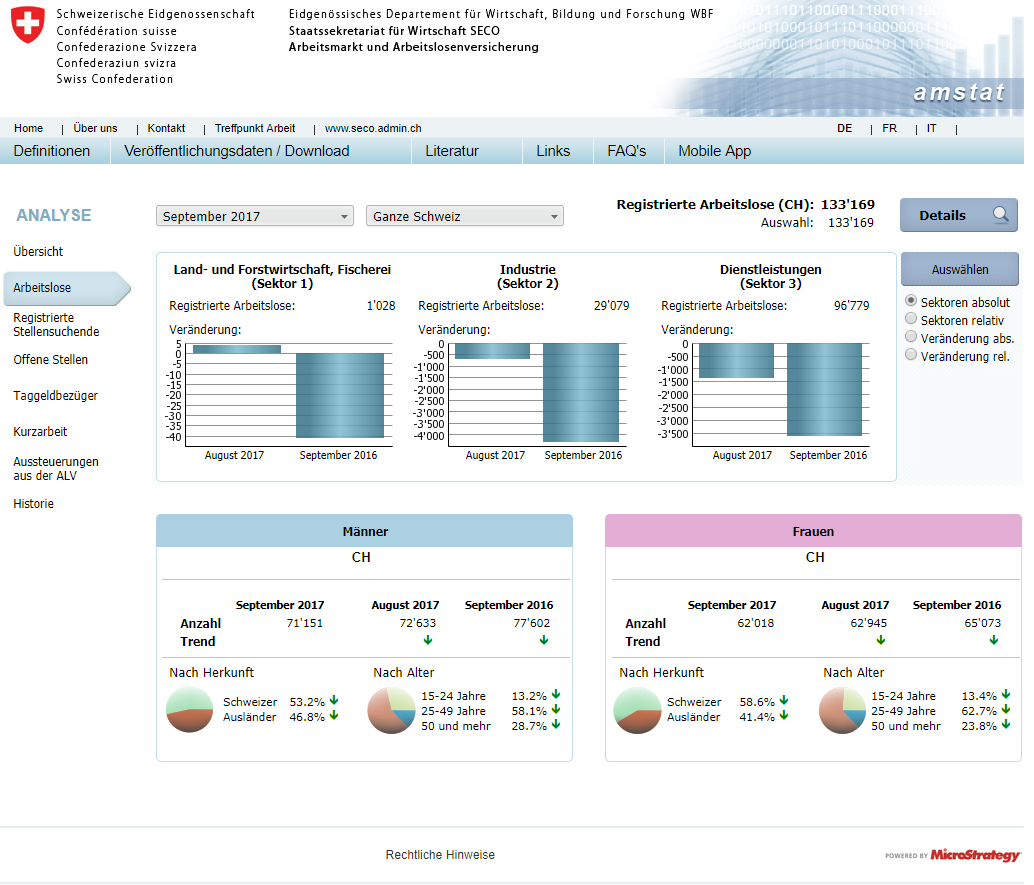 Schweizerische Eidgenossenschaft
Confédération suisse
Confederazione Svizzera
Confederaziun svizra
Swiss Confederation
Eidgenössisches Departement für Wirtschaft, Bildung und Forschung WBF
Staatssekretariat für Wirtschaft SECO
Arbeitsmarkt und Arbeitslosenversicherung
amstat
Home | Über uns | Kontakt | Treffpunkt Arbeit | www.seco.admin.ch
DE | FR | IT |
Definitionen Veröffentlichungsdaten / Download Literatur Links FAQ's Mobile App
ANALYSE
Übersicht
Arbeitslose
Registrierte
Stellensuchende
Offene Stellen
Taggeldbezüger
Kurzarbeit
Aussteuerungen
aus der ALV
Historie
September 2017
Ganze Schweiz
Registrierte Arbeitslose (CH): 133'169
Auswahl: 133'169
Details
Auswählen
Sektoren absolut
Sektoren relativ
Veränderung abs.
Veränderung rel.
Land- und Forstwirtschaft, Fischerei
(Sektor 1)
Registrierte Arbeitslose: 1'028
Veränderung:
5
0
-5
-10
-15
-20
-25
-30
-35
-40
August 2017 September 2016
Industrie
(Sektor 2)
Registrierte Arbeitslose: 29'079
Veränderung:
0
-500
-1'000
-1'500
-2'000
-2'500
-3'000
-3'500
-4'000
August 2017 September 2016
Dienstleistungen
(Sektor 3)
Registrierte Arbeitslose: 96'779
Veränderung:
0
-500
-1'000
-1'500
-2'000
-2'500
-3'000
-3'500
August 2017 September 2016
Männer
CH
September 2017 August 2017 September 2016
Anzahl 71'151 72'633 77'602
Trend
Nach Herkunft
Schweizer 53.2%
Ausländer 46.8%
Nach Alter
15-24 Jahre 13.2%
25-49 Jahre 58.1%
50 und mehr 28.7%
Frauen
CH
September 2017 August 2017 September 2016
Anzahl 62'018 62'945 65'073
Trend
Nach Herkunft
Schweizer 58.6%
Ausländer 41.4%
Nach Alter
15-24 Jahre 13.4%
25-49 Jahre 62.7%
50 und mehr 23.8%
Rechtliche Hinweise
POWERED BY MicroStrategy